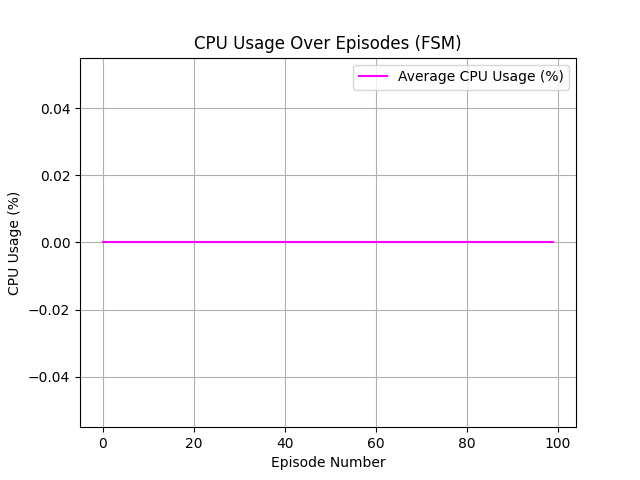 CPU Usage Over Episodes (FSM)
Average CPU Usage (%)
CPU Usage (%)
0.04
0.02
0.00
−0.02
−0.04
0 20 40 60 80 100
Episode Number